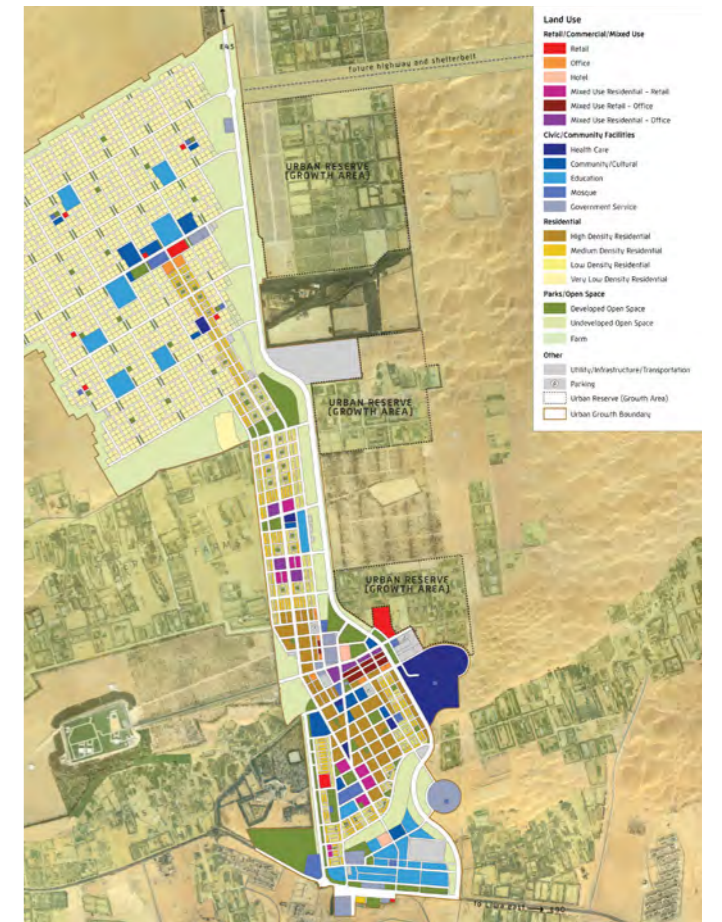 E45
future highway and shelterbelt
URBAN RESERVE
(GROWTH AREA)
URBAN RESERVE
(GROWTH AREA)
URBAN RESERVE
(GROWTH AREA)
Land Use
Retail/Commercial/Mixed Use
Retail
Office
Hotel
Mixed Use Residential - Retail
Mixed Use Retail - Office
Mixed Use Residential - Office
Civic/Community Facilities
Health Care
Community/Cultural
Education
Mosque
Government Service
Residential
High Density Residential
Medium Density Residential
Low Density Residential
Very Low Density Residential
Parks/Open Space
Developed Open Space
Undeveloped Open Space
Farm
Other
Utility/Infrastructure/Transportation
Parking
Urban Reserve (Growth Area)
Urban Growth Boundary